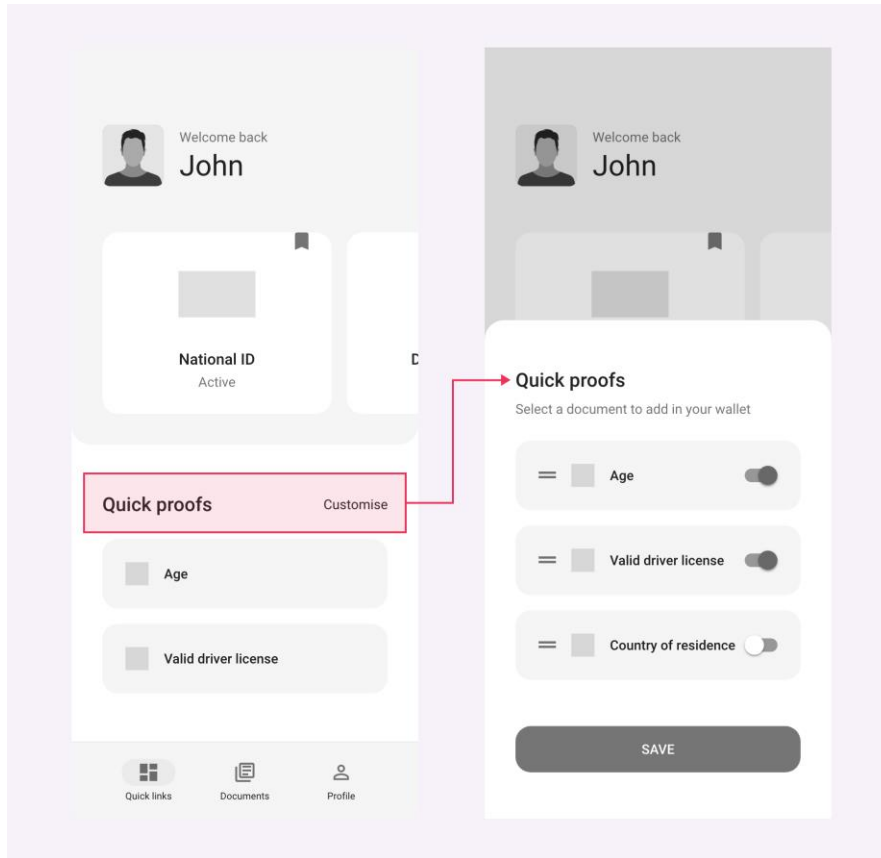 Welcome back
John
National ID
Active
D
Quick proofs
Customise
Age
Valid driver license
Quick links
Documents
Profile
Welcome back
John
Quick proofs
Select a document to add in your wallet
Age
Valid driver license
Country of residence
SAVE